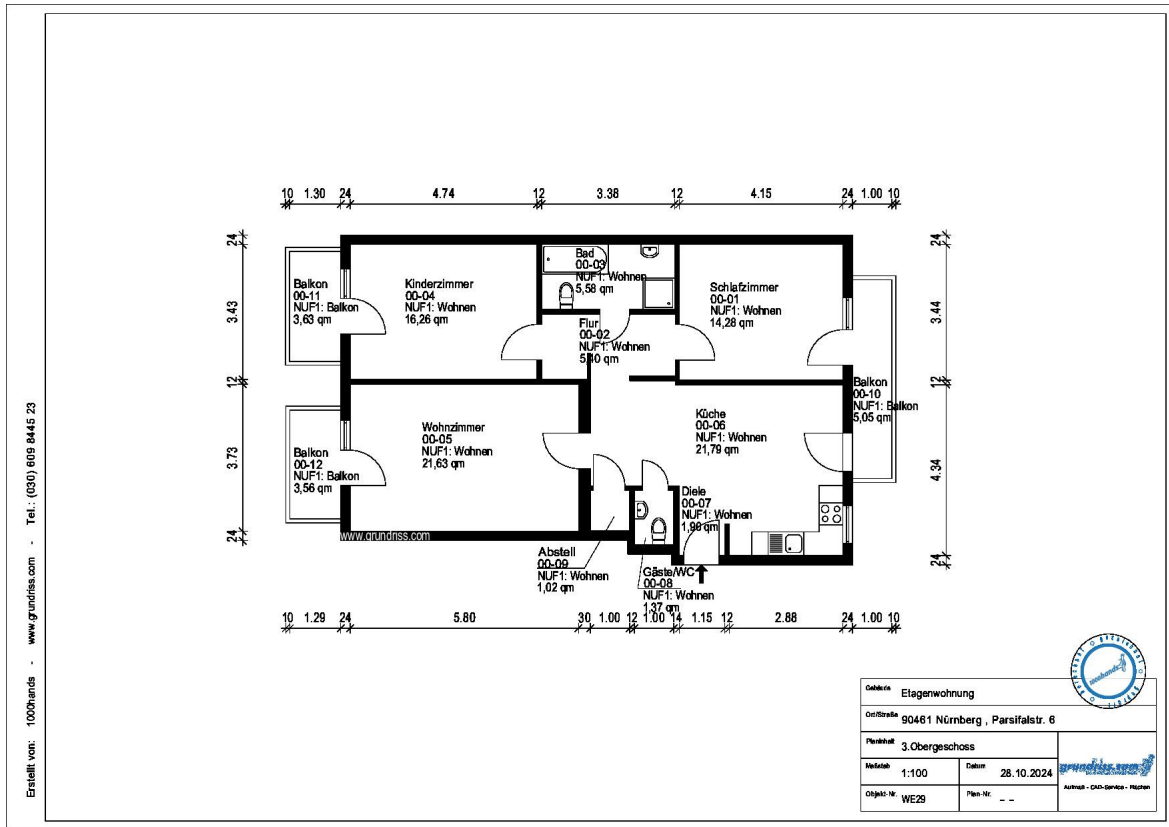 10 1.30 24 4.74 12 3.38 12 4.15 24 1.00 10
24
3.43
12
3.73
24
24
3.44
12
4.34
24
Balkon
00-11
NUF1: Balkon
3,63 qm
Kinderzimmer
00-04
NUF1: Wohnen
16,26 qm
Bad
00-03
NUF1: Wohnen
5,58 qm
Schlafzimmer
00-01
NUF1: Wohnen
14,28 qm
Flur
00-02
NUF1: Wohnen
5,40 qm
Balkon
00-10
NUF1: Balkon
5,05 qm
Balkon
00-12
NUF1: Balkon
3,56 qm
Wohnzimmer
00-05
NUF1: Wohnen
21,63 qm
Küche
00-06
NUF1: Wohnen
21,79 qm
Diele
00-07
NUF1: Wohnen
www.grundriss.com
Abstell
00-09
NUF1: Wohnen
1,02 qm
Gäste/WC
00-08
NUF1: Wohnen
1,37 qm
10 1.29 24 5.80 30 1.00 12 1.00 14 1.15 12 2.88 24 1.00 10
Erstellt von: 1000hands - www.grundriss.com - Tel.: (030) 609 8445 23
Gebäude Etagenwohnung
Ort/Straße 90461 Nürnberg , Parsifalstr. 6
Planinhalt 3.Obergeschoss
Maßstab 1:100 Datum 28.10.2024
Objekt-Nr. WE29 Plan-Nr. _ _
grundriss.com
Aufmaß - CAD-Service - Flächen